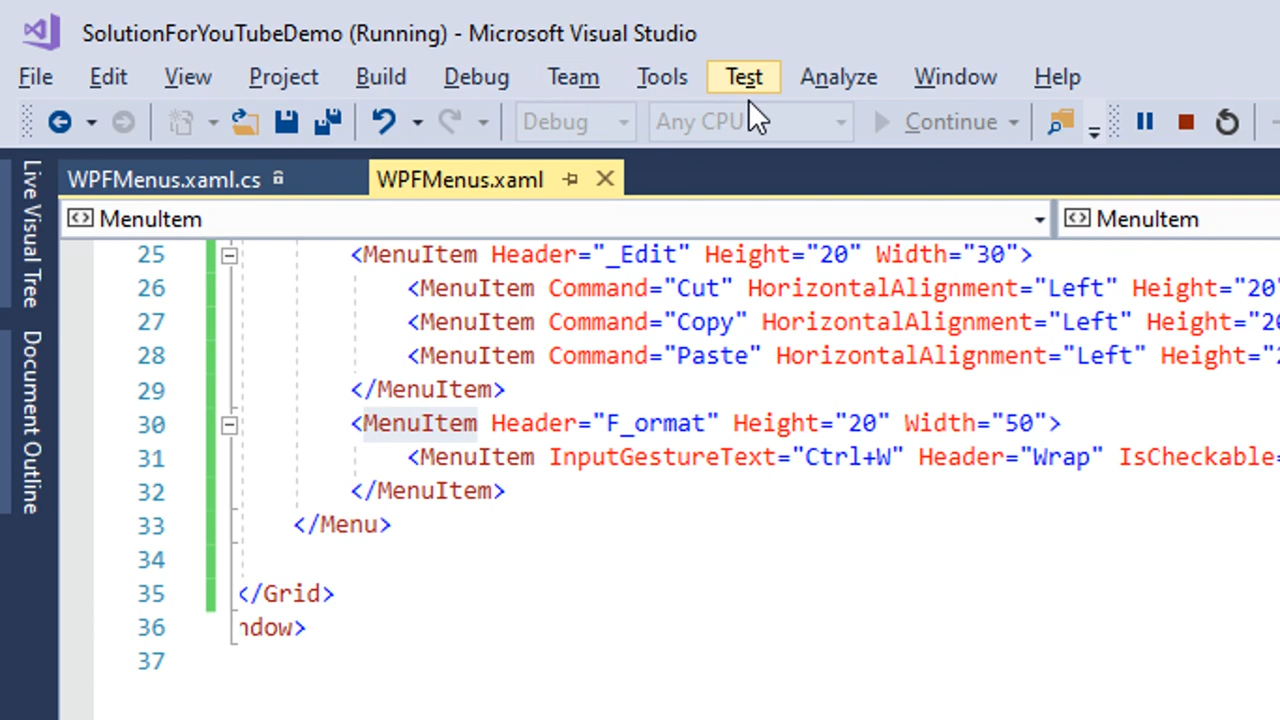 SolutionForYouTubeDemo (Running) - Microsoft Visual Studio
File Edit View Project Build Debug Team Tools Test Analyze Window Help
Debug Any CPU Continue
WPFMenus.xaml.cs WPFMenus.xaml
MenuItem MenuItem
Live Visual Tree
Document Outline
25 <MenuItem Header="_Edit" Height="20" Width="30">
26 <MenuItem Command="Cut" HorizontalAlignment="Left" Height="20
27 <MenuItem Command="Copy" HorizontalAlignment="Left" Height="20
28 <MenuItem Command="Paste" HorizontalAlignment="Left" Height="2
29 </MenuItem>
30 <MenuItem Header="F_ormat" Height="20" Width="50">
31 <MenuItem InputGestureText="Ctrl+W" Header="Wrap" IsCheckable=
32 </MenuItem>
33 </Menu>
34
35 </Grid>
36 ndow>
37